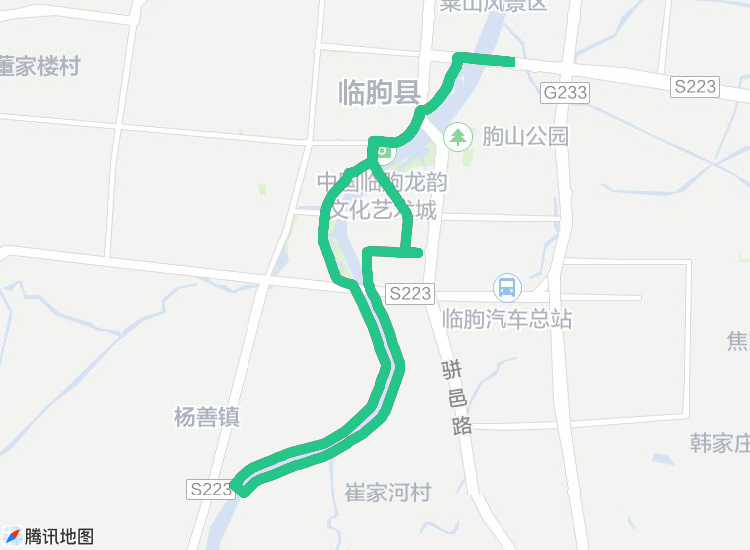 粟山风景区
董家楼村
S223
G233
临朐县
朐山公园
中国临朐龙韵
文化艺术城
S223
临朐汽车总站
焦
骈邑路
杨善镇
韩家庄
S223
崔家河村
腾讯地图